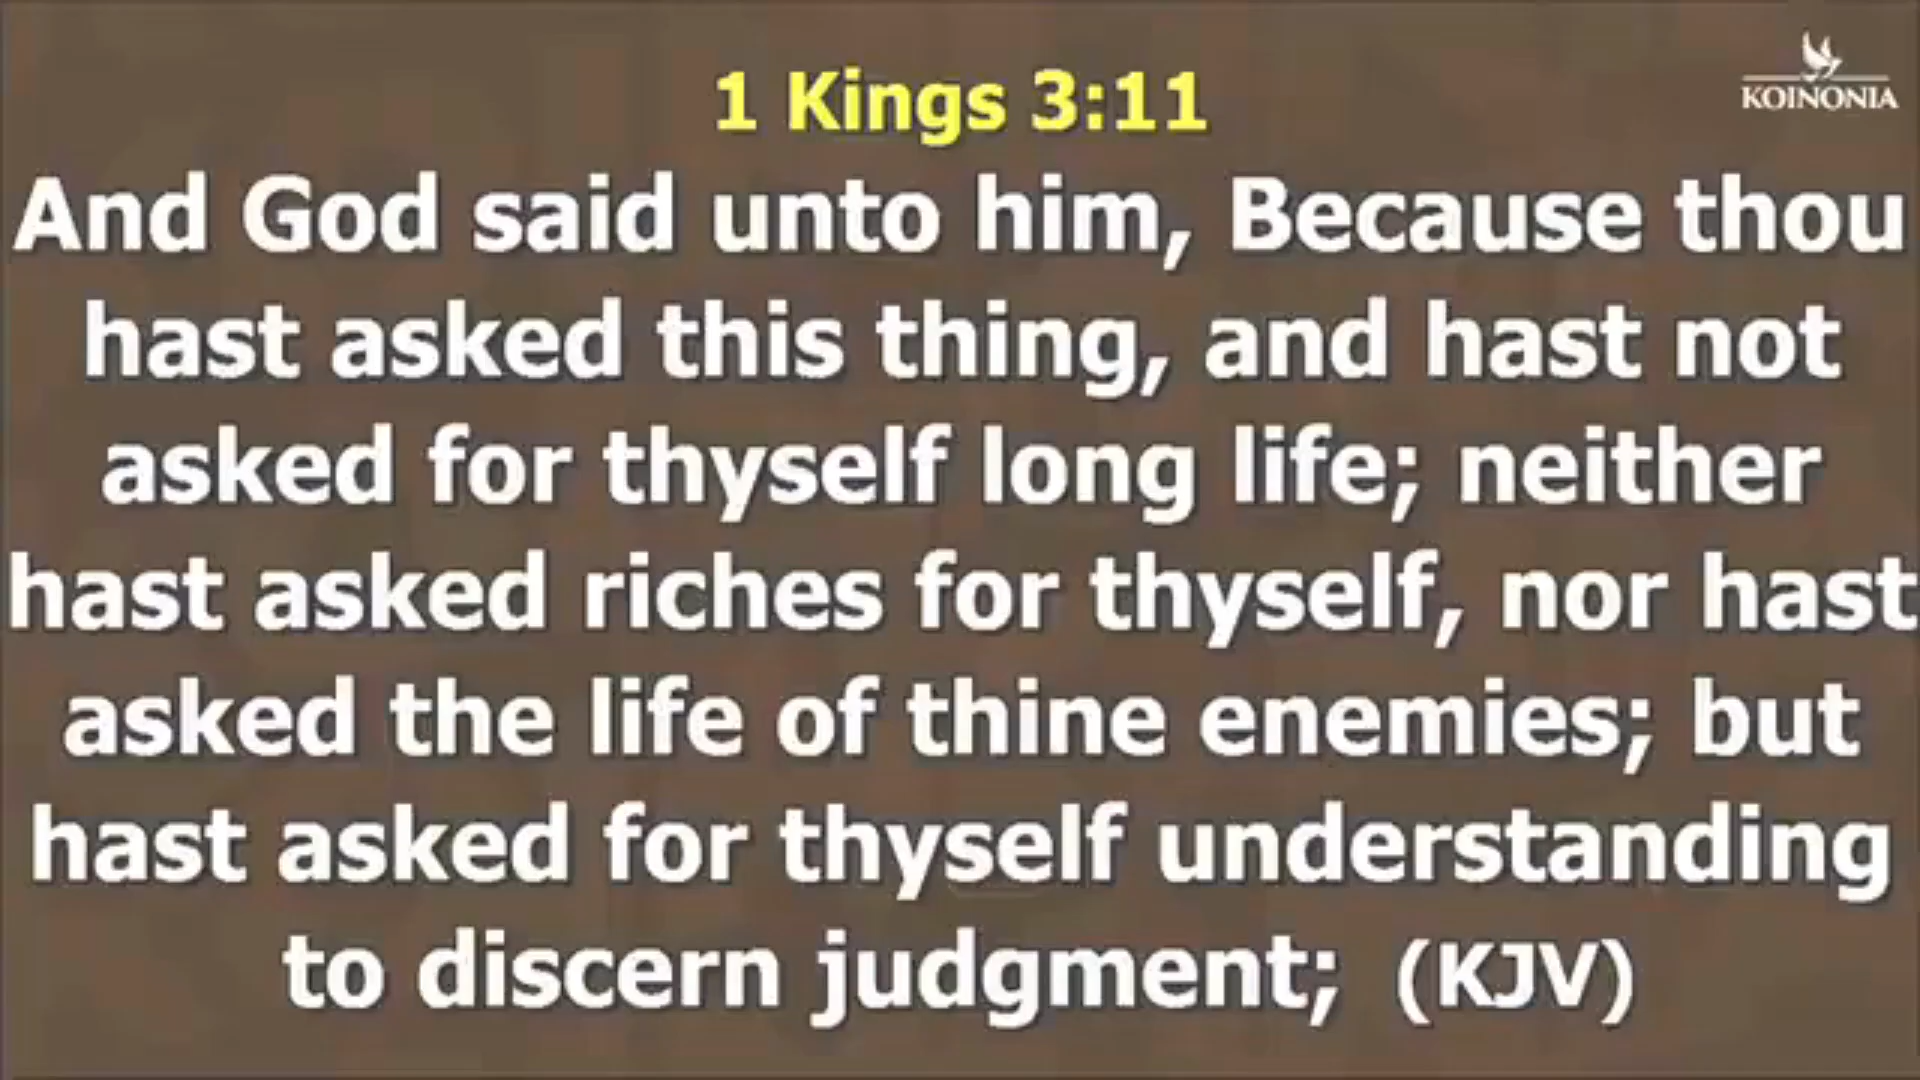 KOINONIA
1 Kings 3:11
And God said unto him, Because thou
hast asked this thing, and hast not
asked for thyself long life; neither
hast asked riches for thyself, nor hast
asked the life of thine enemies; but
hast asked for thyself understanding
to discern judgment; (KJV)